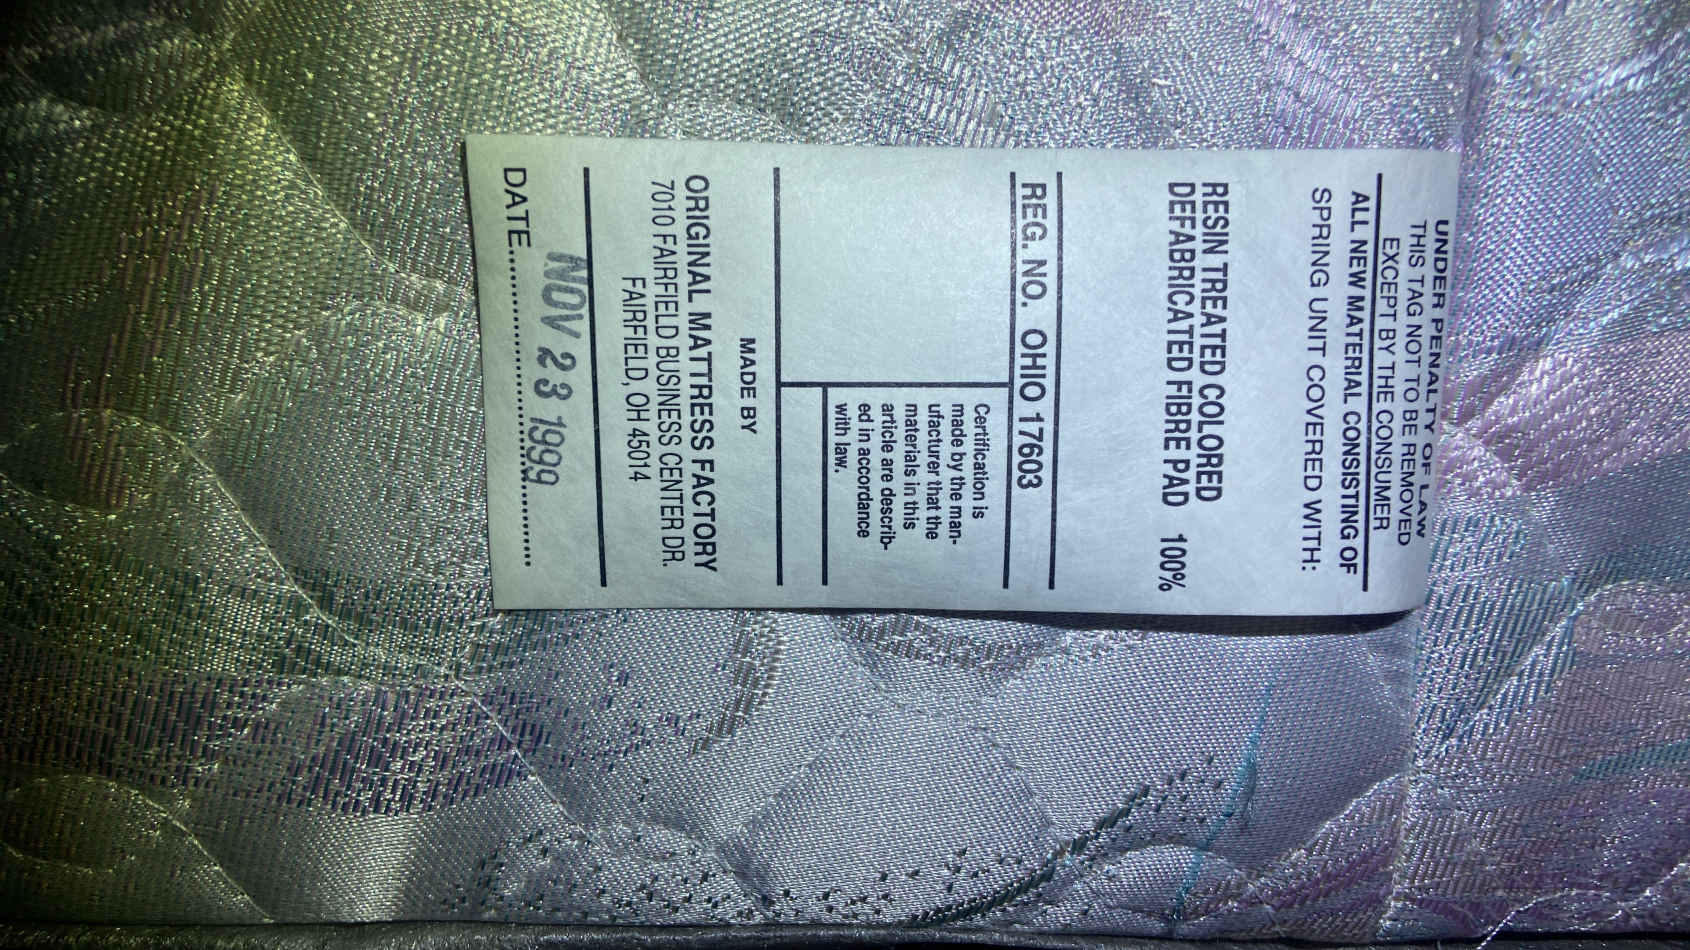 UNDER PENALTY OF LAW
THIS TAG NOT TO BE REMOVED
EXCEPT BY THE CONSUMER
ALL NEW MATERIAL CONSISTING OF
SPRING UNIT COVERED WITH:
RESIN TREATED COLORED
DEFABRICATED FIBRE PAD 100%
REG. NO. OHIO 17603
Certification is
made by the man-
ufacturer that the
materials in this
article are describ-
ed in accordance
with law.
MADE BY
ORIGINAL MATTRESS FACTORY
7010 FAIRFIELD BUSINESS CENTER DR.
FAIRFIELD, OH 45014
NOV 23 1999
DATE........................................